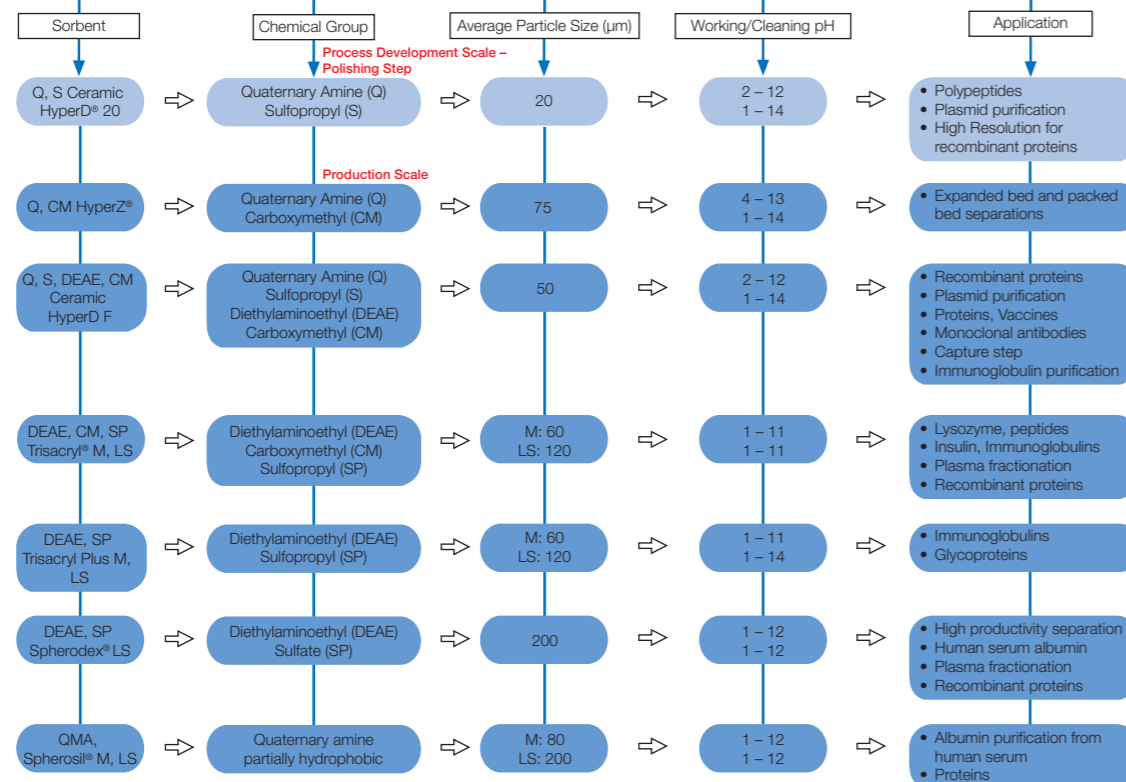 Sorbent
Chemical Group
Average Particle Size (μm)
Working/Cleaning pH
Application
Process Development Scale –
Polishing Step
Q, S Ceramic
HyperD® 20
Quaternary Amine (Q)
Sulfopropyl (S)
20
2 – 12
1 – 14
• Polypeptides
• Plasmid purification
• High Resolution for
recombinant proteins
Production Scale
Q, CM HyperZ®
Quaternary Amine (Q)
Carboxymethyl (CM)
75
4 – 13
1 – 14
• Expanded bed and packed
bed separations
Q, S, DEAE, CM
Ceramic
HyperD F
Quaternary Amine (Q)
Sulfopropyl (S)
Diethylaminoethyl (DEAE)
Carboxymethyl (CM)
50
2 – 12
1 – 14
• Recombinant proteins
• Plasmid purification
• Proteins, Vaccines
• Monoclonal antibodies
• Capture step
• Immunoglobulin purification
DEAE, CM, SP
Trisacryl® M, LS
Diethylaminoethyl (DEAE)
Carboxymethyl (CM)
Sulfopropyl (SP)
M: 60
LS: 120
1 – 11
1 – 11
• Lysozyme, peptides
• Insulin, Immunoglobulins
• Plasma fractionation
• Recombinant proteins
DEAE, SP
Trisacryl Plus M,
LS
Diethylaminoethyl (DEAE)
Sulfopropyl (SP)
M: 60
LS: 120
1 – 11
1 – 14
• Immunoglobulins
• Glycoproteins
DEAE, SP
Spherodex® LS
Diethylaminoethyl (DEAE)
Sulfate (SP)
200
1 – 12
1 – 12
• High productivity separation
• Human serum albumin
• Plasma fractionation
• Recombinant proteins
QMA,
Spherosil® M, LS
Quaternary amine
partially hydrophobic
M: 80
LS: 200
1 – 12
1 – 12
• Albumin purification from
human serum
• Proteins